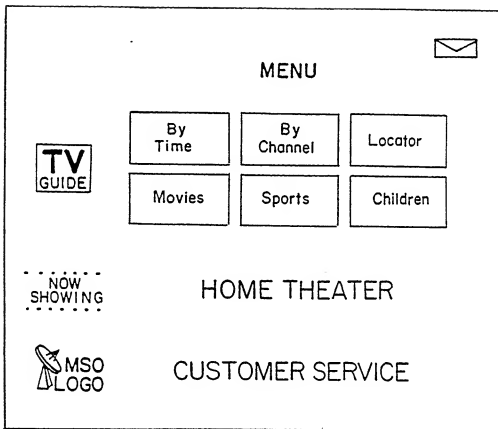 MENU
By Time
By Channel
Locator
TV GUIDE
Movies
Sports
Children
NOW SHOWING
HOME THEATER
MSO LOGO
CUSTOMER SERVICE